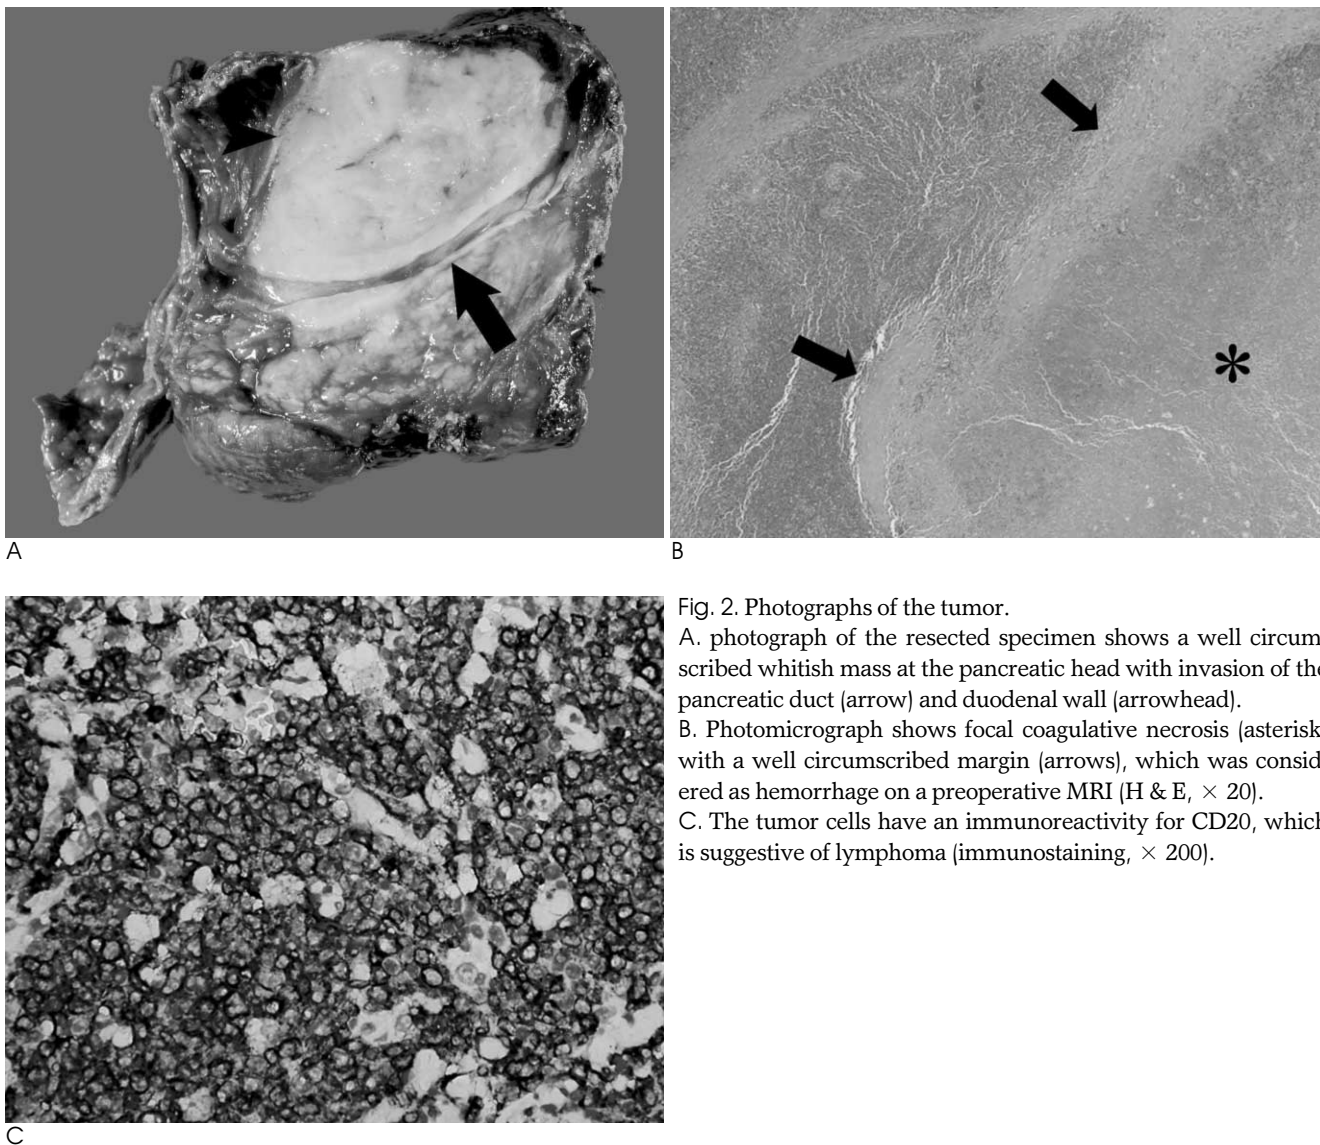 A
B
C
Fig. 2. Photographs of the tumor.
A. photograph of the resected specimen shows a well circum
scribed whitish mass at the pancreatic head with invasion of the
pancreatic duct (arrow) and duodenal wall (arrowhead).
B. Photomicrograph shows focal coagulative necrosis (asterisk
with a well circumscribed margin (arrows), which was consid
ered as hemorrhage on a preoperative MRI (H & E, × 20).
C. The tumor cells have an immunoreactivity for CD20, which
is suggestive of lymphoma (immunostaining, × 200).